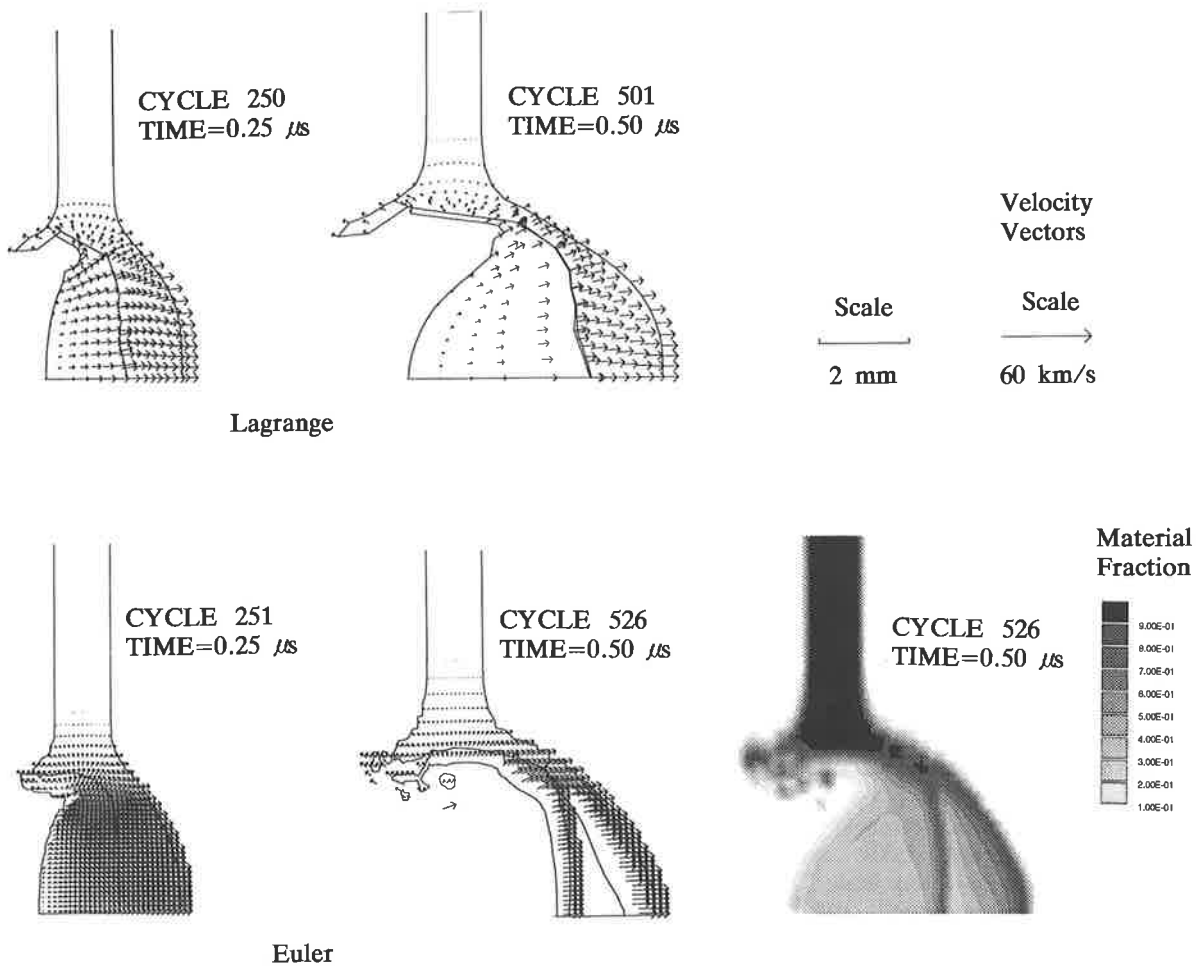 CYCLE 250
TIME=0.25 μs
CYCLE 501
TIME=0.50 μs
Velocity
Vectors
Scale
Scale
2 mm
60 km/s
Lagrange
CYCLE 251
TIME=0.25 μs
CYCLE 526
TIME=0.50 μs
CYCLE 526
TIME=0.50 μs
Material
Fraction
9.00E-01
8.00E-01
7.00E-01
6.00E-01
5.00E-01
4.00E-01
3.00E-01
2.00E-01
1.00E-01
Euler